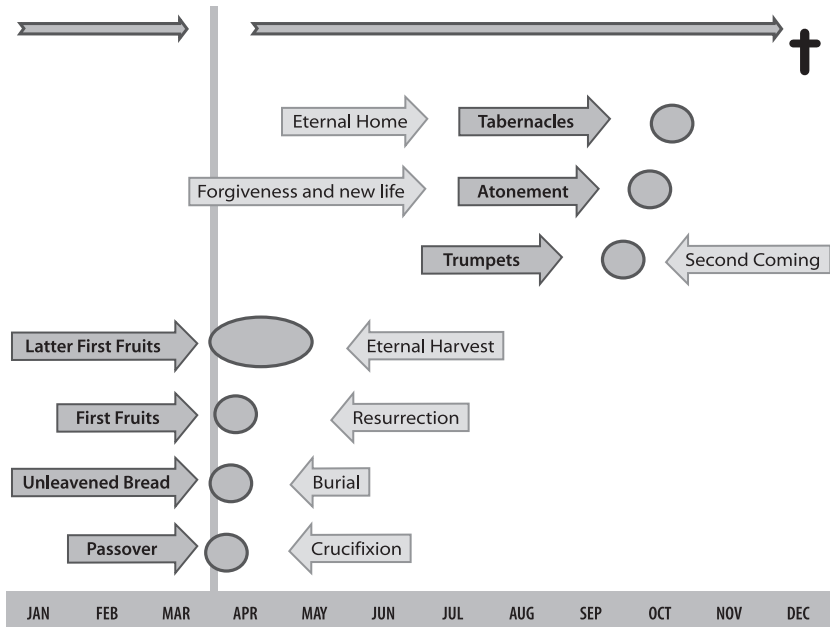 Eternal Home Tabernacles
Forgiveness and new life Atonement
Trumpets Second Coming
Latter First Fruits Eternal Harvest
First Fruits Resurrection
Unleavened Bread Burial
Passover Crucifixion
JAN FEB MAR APR MAY JUN JUL AUG SEP OCT NOV DEC